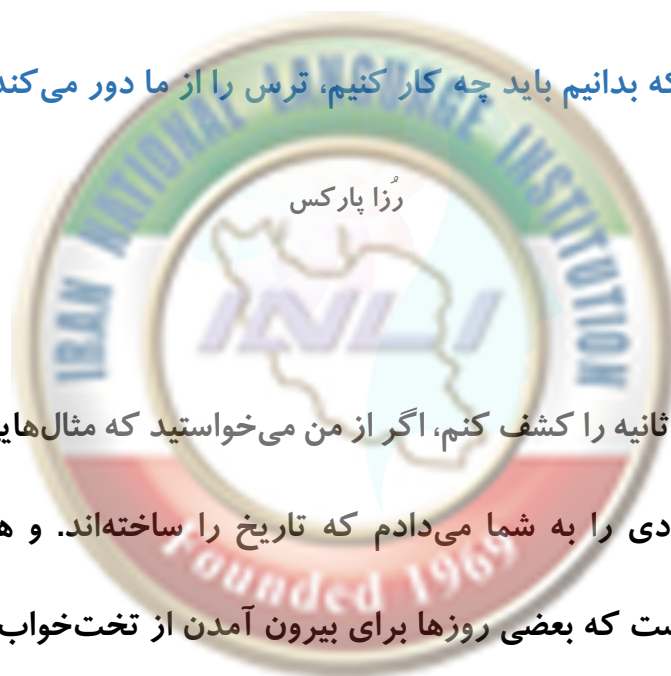 که بدانیم باید چه کار کنیم، ترس را از ما دور می‌کند
رُزا پارکس
IRAN NATIONAL LANGUAGE INSTITUTION
INLI
ثانیه را کشف کنم، اگر از من می‌خواستید که مثال‌هایی
دی را به شما می‌دادم که تاریخ را ساخته‌اند. و ه
Founded 1969
ست که بعضی روزها برای بیرون آمدن از تخت‌خواب